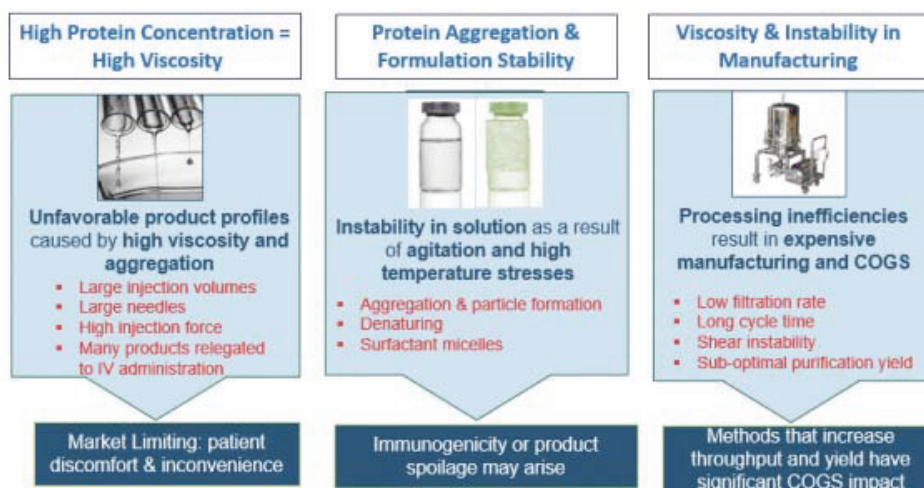 High Protein Concentration =
High Viscosity
Unfavorable product profiles
caused by high viscosity and
aggregation
▪ Large injection volumes
▪ Large needles
▪ High injection force
▪ Many products relegated
to IV administration
Market Limiting: patient
discomfort & inconvenience
Protein Aggregation &
Formulation Stability
Instability in solution as a result
of agitation and high
temperature stresses
▪ Aggregation & particle formation
▪ Denaturing
▪ Surfactant micelles
Immunogenicity or product
spoilage may arise
Viscosity & Instability in
Manufacturing
Processing inefficiencies
result in expensive
manufacturing and COGS
▪ Low filtration rate
▪ Long cycle time
▪ Shear instability
▪ Sub-optimal purification yield
Methods that increase
throughput and yield have
significant COGS impact